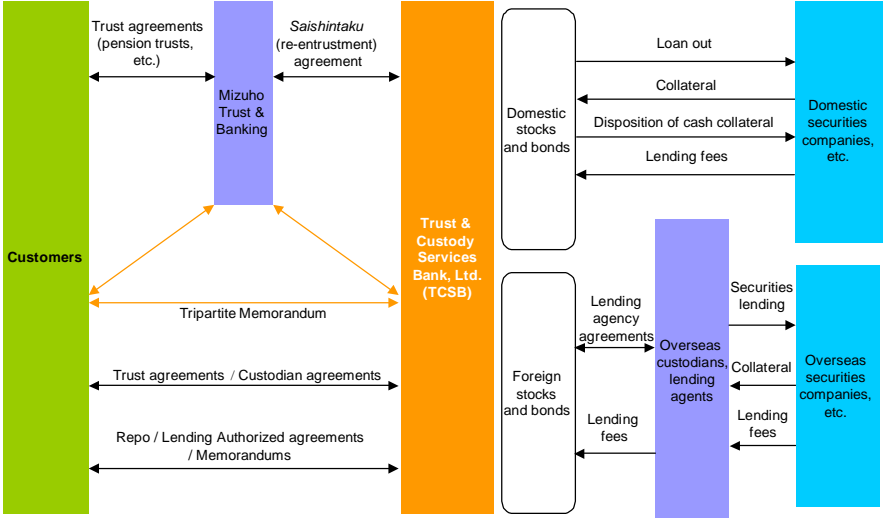 Trust agreements
(pension trusts,
etc.)
Saishintaku
(re-entrustment)
agreement
Mizuho
Trust &
Banking
Customers
Tripartite Memorandum
Trust agreements / Custodian agreements
Repo / Lending Authorized agreements
/ Memorandums
Trust &
Custody
Services
Bank, Ltd.
(TCSB)
Domestic
stocks
and bonds
Loan out
Collateral
Disposition of cash collateral
Lending fees
Domestic
securities
companies,
etc.
Foreign
stocks
and bonds
Lending
agency
agreements
Lending
fees
Overseas
custodians,
lending
agents
Securities
lending
Collateral
Lending
fees
Overseas
securities
companies,
etc.